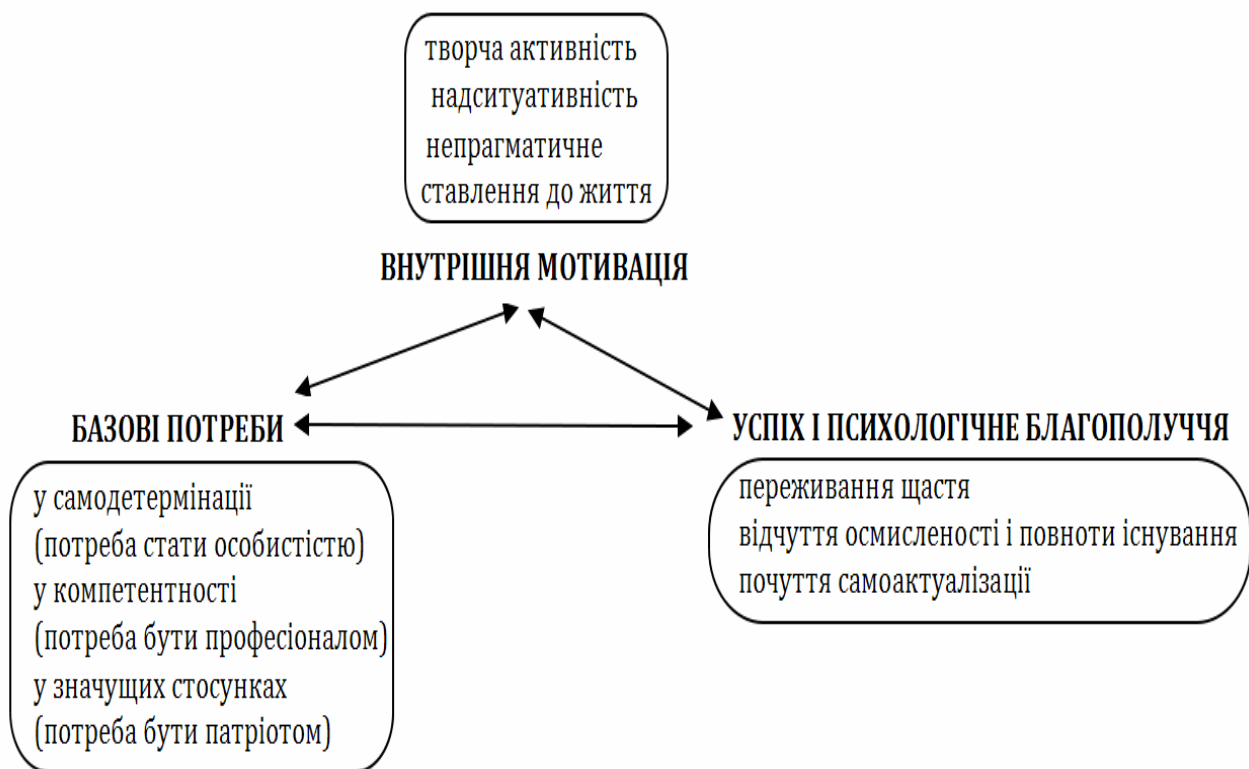 творча активність
надситуативність
непрагматичне
ставлення до життя
ВНУТРІШНЯ МОТИВАЦІЯ
БАЗОВІ ПОТРЕБИ
у самодетермінації
(потреба стати особистістю)
у компетентності
(потреба бути професіоналом)
у значущих стосунках
(потреба бути патріотом)
УСПІХ І ПСИХОЛОГІЧНЕ БЛАГОПОЛУЧЧЯ
переживання щастя
відчуття осмисленості і повноти існування
почуття самоактуалізації